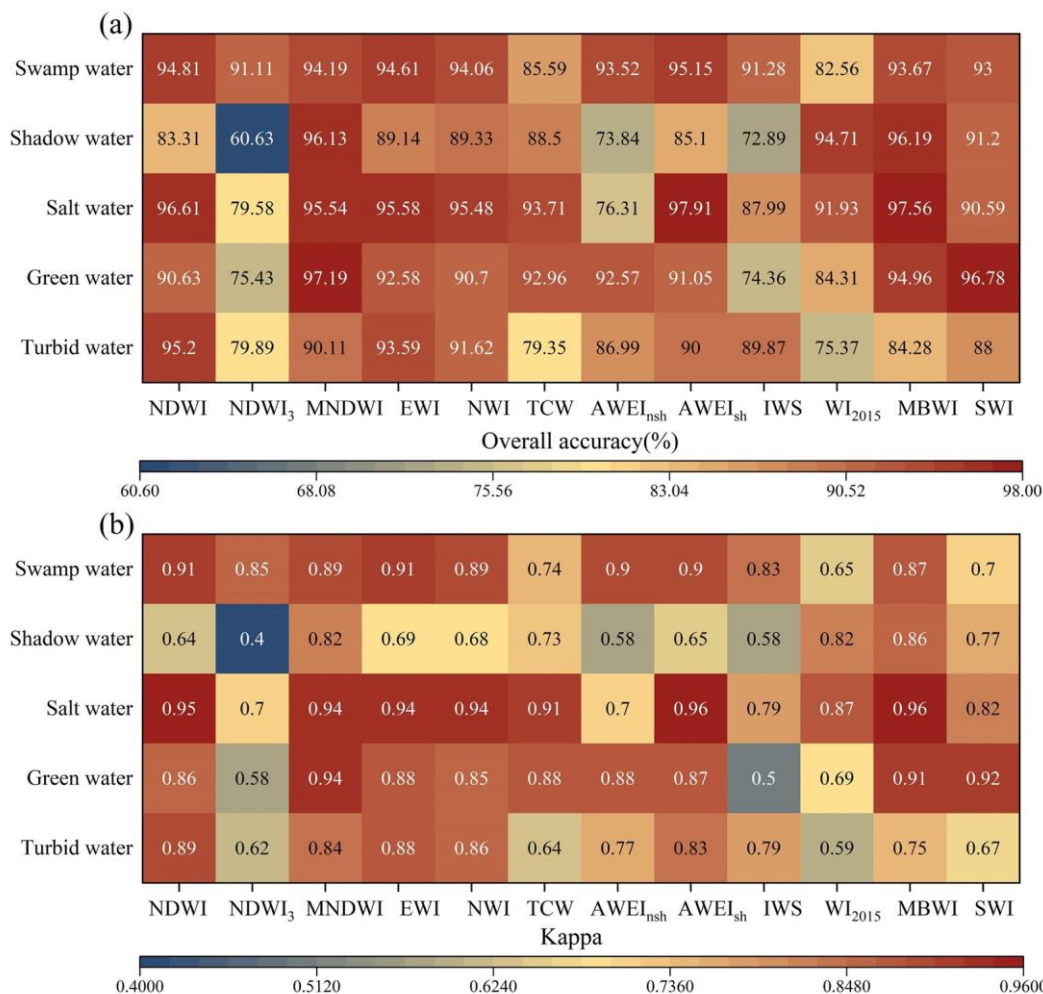 (a)
Swamp water 94.81 91.11 94.19 94.61 94.06 85.59 93.52 95.15 91.28 82.56 93.67 93
Shadow water 83.31 60.63 96.13 89.14 89.33 88.5 73.84 85.1 72.89 94.71 96.19 91.2
Salt water 96.61 79.58 95.54 95.58 95.48 93.71 76.31 97.91 87.99 91.93 97.56 90.59
Green water 90.63 75.43 97.19 92.58 90.7 92.96 92.57 91.05 74.36 84.31 94.96 96.78
Turbid water 95.2 79.89 90.11 93.59 91.62 79.35 86.99 90 89.87 75.37 84.28 88
NDWI NDWI₃ MNDWI EWI NWI TCW AWEIₙₛₕ AWEIₛₕ IWS WI₂₀₁₅ MBWI SWI
Overall accuracy(%)
60.60 68.08 75.56 83.04 90.52 98.00
(b)
Swamp water 0.91 0.85 0.89 0.91 0.89 0.74 0.9 0.9 0.83 0.65 0.87 0.7
Shadow water 0.64 0.4 0.82 0.69 0.68 0.73 0.58 0.65 0.58 0.82 0.86 0.77
Salt water 0.95 0.7 0.94 0.94 0.94 0.91 0.7 0.96 0.79 0.87 0.96 0.82
Green water 0.86 0.58 0.94 0.88 0.85 0.88 0.88 0.87 0.5 0.69 0.91 0.92
Turbid water 0.89 0.62 0.84 0.88 0.86 0.64 0.77 0.83 0.79 0.59 0.75 0.67
NDWI NDWI₃ MNDWI EWI NWI TCW AWEIₙₛₕ AWEIₛₕ IWS WI₂₀₁₅ MBWI SWI
Kappa
0.4000 0.5120 0.6240 0.7360 0.8480 0.9600